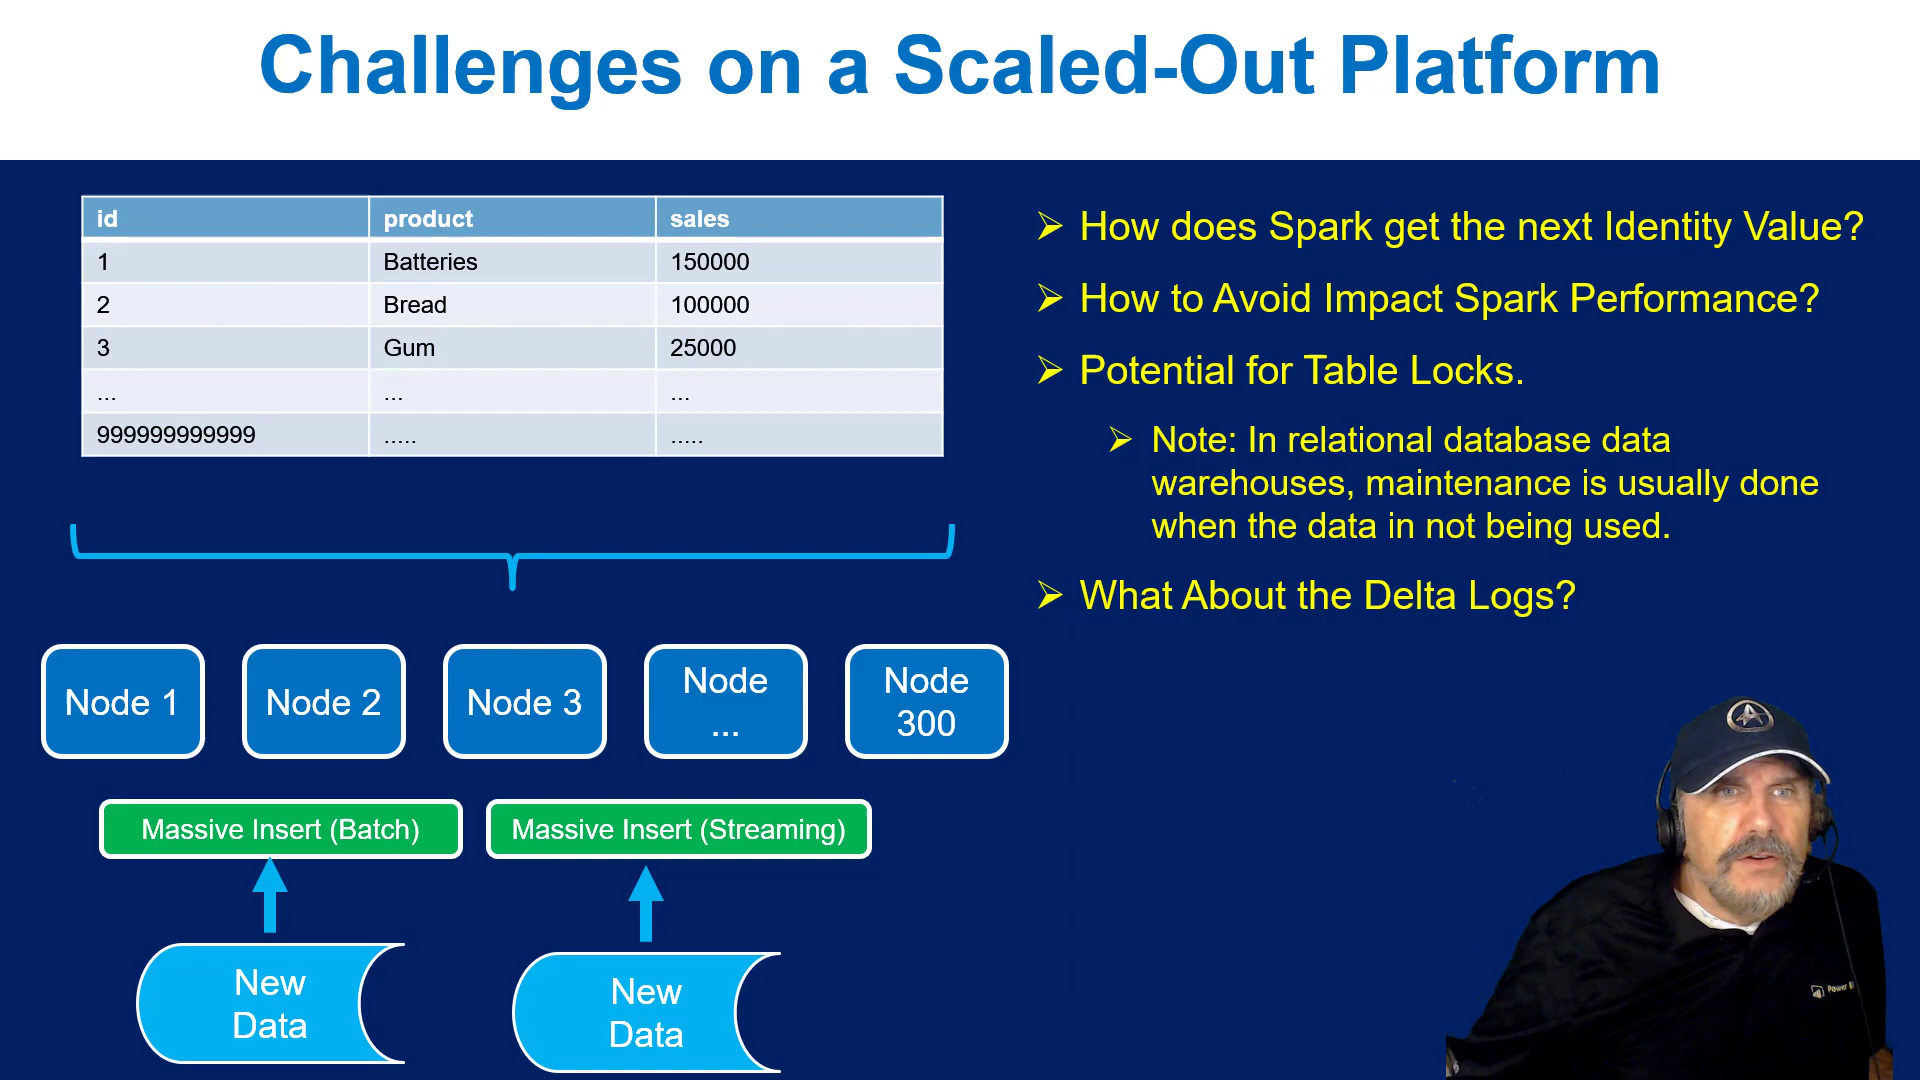 Challenges on a Scaled-Out Platform
id product sales
1 Batteries 150000
2 Bread 100000
3 Gum 25000
... ... ...
999999999999 ..... .....
How does Spark get the next Identity Value?
How to Avoid Impact Spark Performance?
Potential for Table Locks.
Note: In relational database data
warehouses, maintenance is usually done
when the data in not being used.
What About the Delta Logs?
Node 1
Node 2
Node 3
Node
...
Node
300
Massive Insert (Batch)
Massive Insert (Streaming)
New
Data
New
Data
Power BI